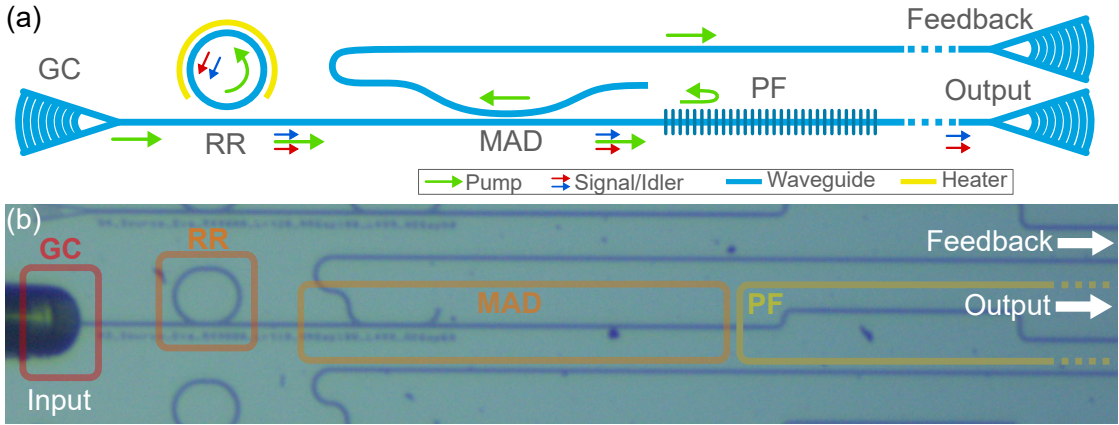 (a)
GC
RR
MAD
PF
Feedback
Output
Pump
Signal/Idler
Waveguide
Heater
(b)
GC
RR
MAD
PF
Feedback
Output
Input